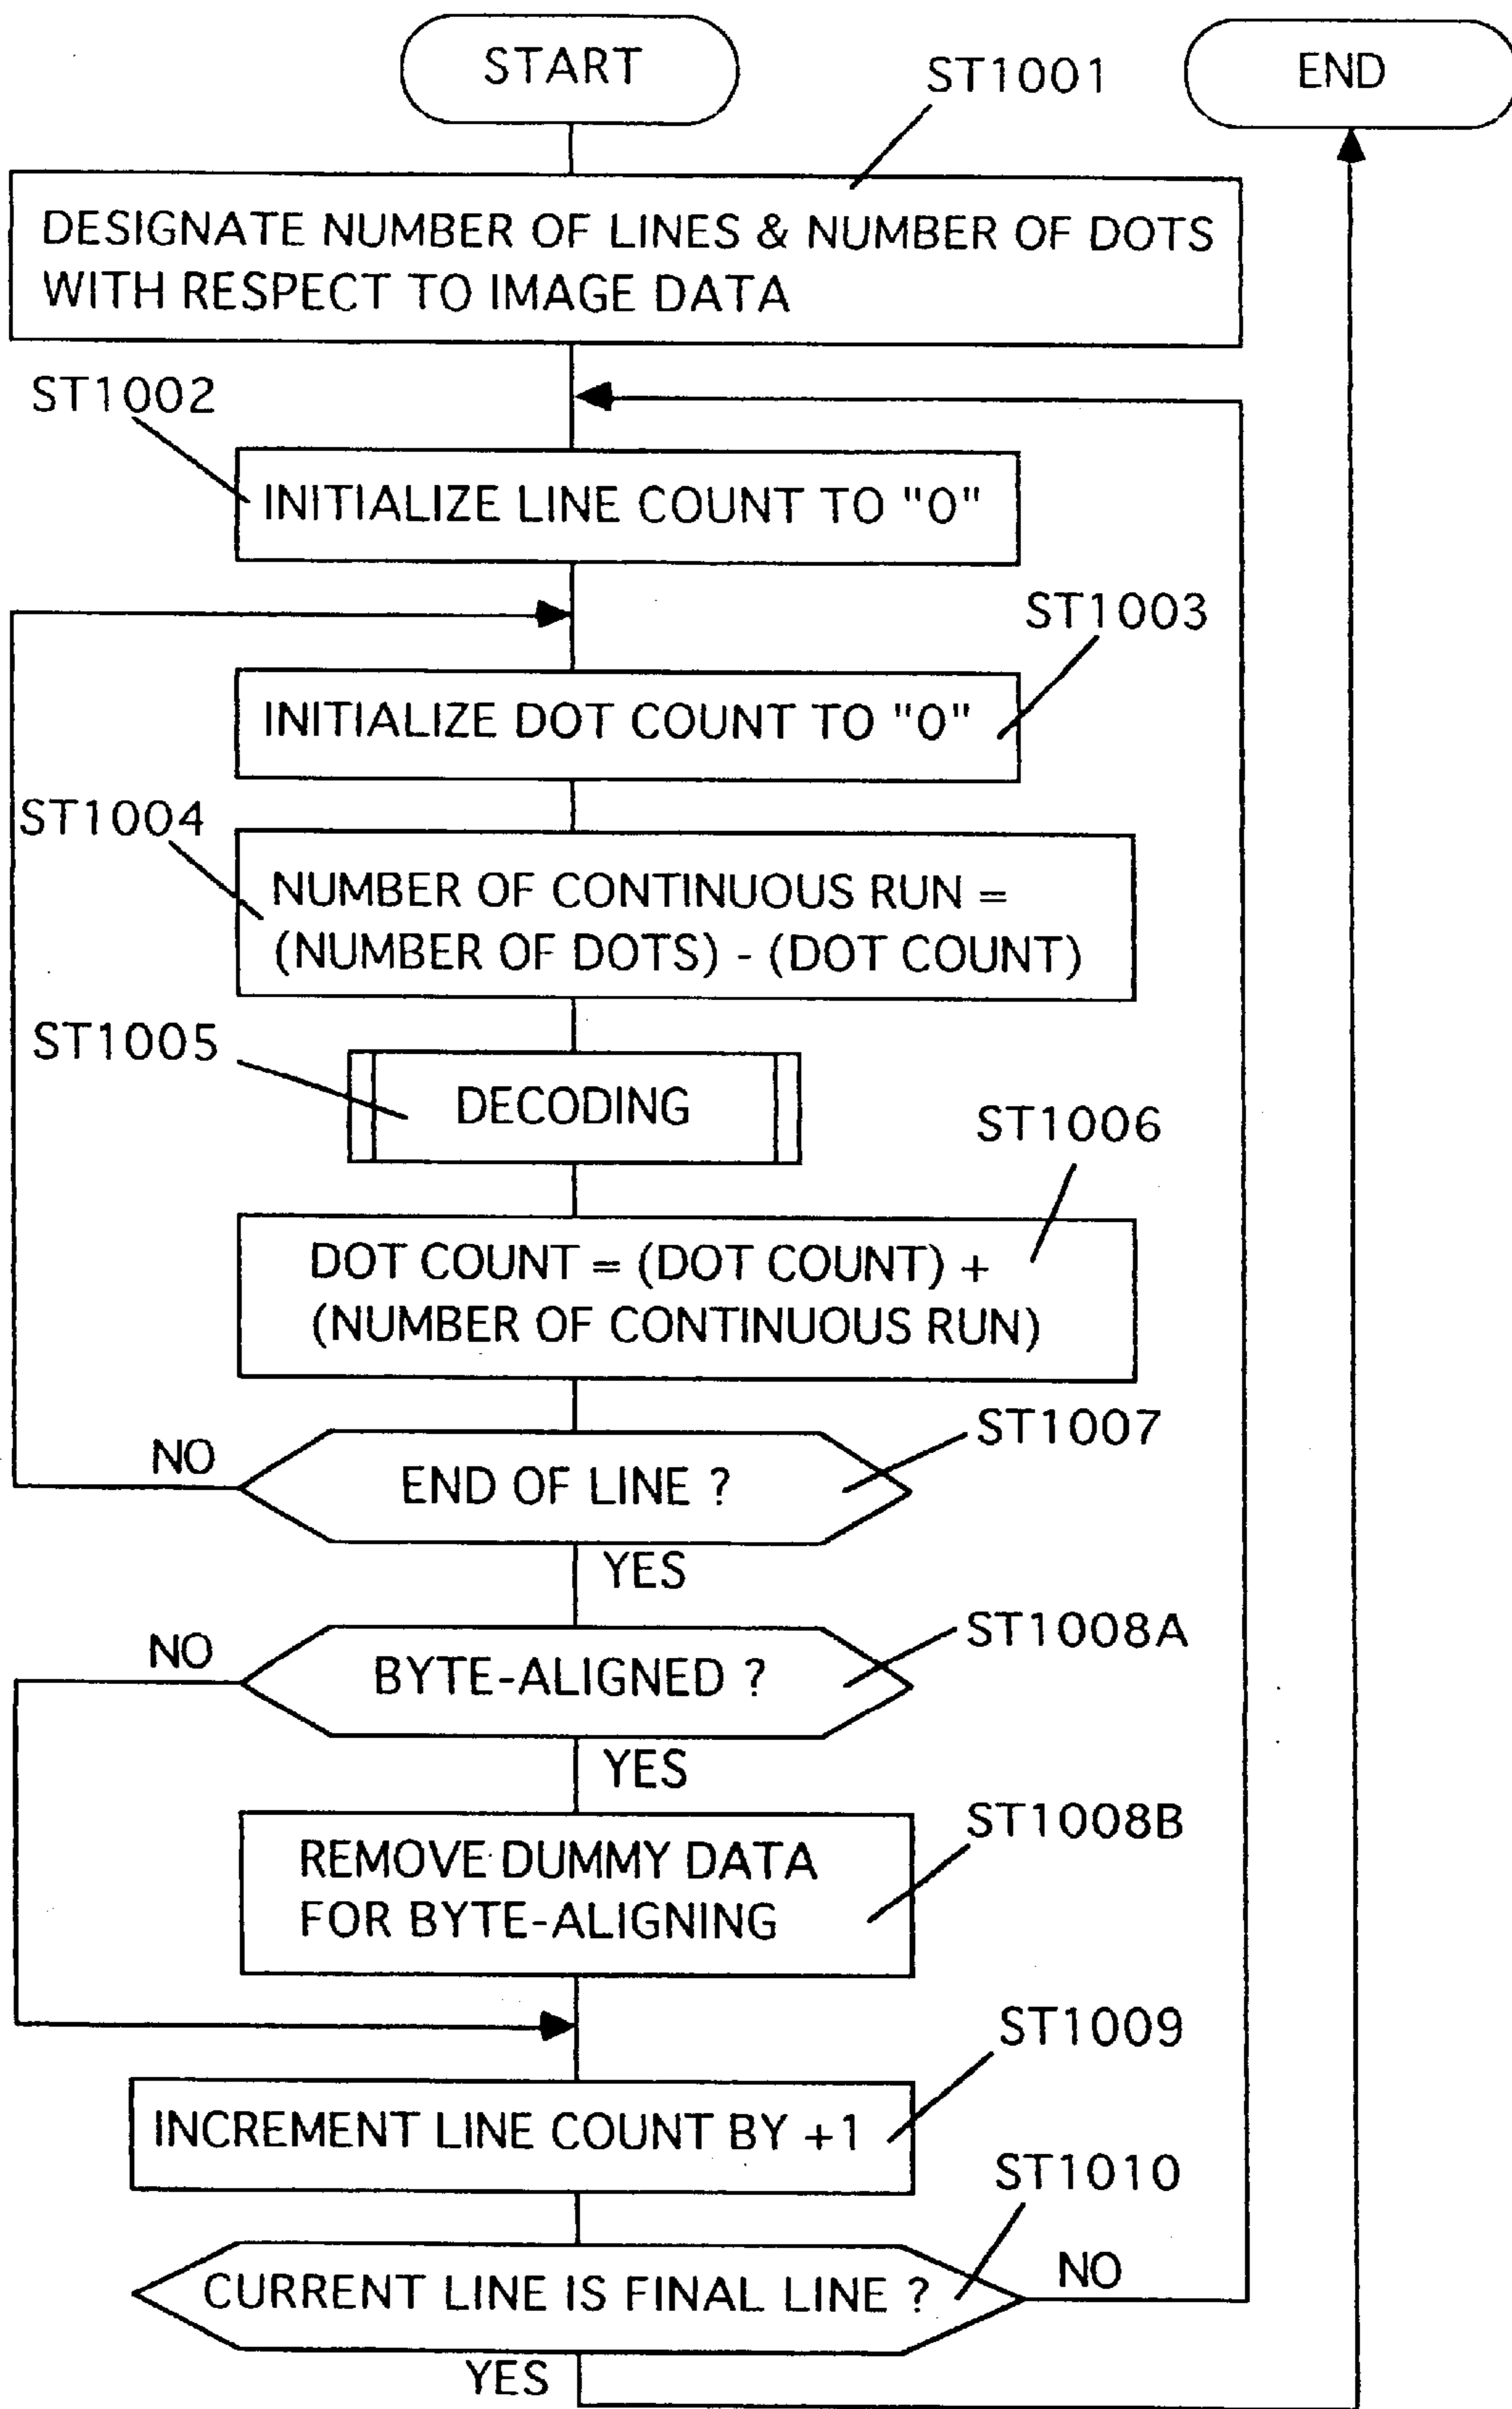 START
END
ST1001
DESIGNATE NUMBER OF LINES & NUMBER OF DOTS
WITH RESPECT TO IMAGE DATA
ST1002
INITIALIZE LINE COUNT TO "0"
ST1003
INITIALIZE DOT COUNT TO "0"
ST1004
NUMBER OF CONTINUOUS RUN =
(NUMBER OF DOTS) - (DOT COUNT)
ST1005
DECODING
ST1006
DOT COUNT = (DOT COUNT) +
(NUMBER OF CONTINUOUS RUN)
ST1007
NO
END OF LINE ?
YES
ST1008A
NO
BYTE-ALIGNED ?
YES
ST1008B
REMOVE DUMMY DATA
FOR BYTE-ALIGNING
ST1009
INCREMENT LINE COUNT BY +1
ST1010
CURRENT LINE IS FINAL LINE ?
NO
YES